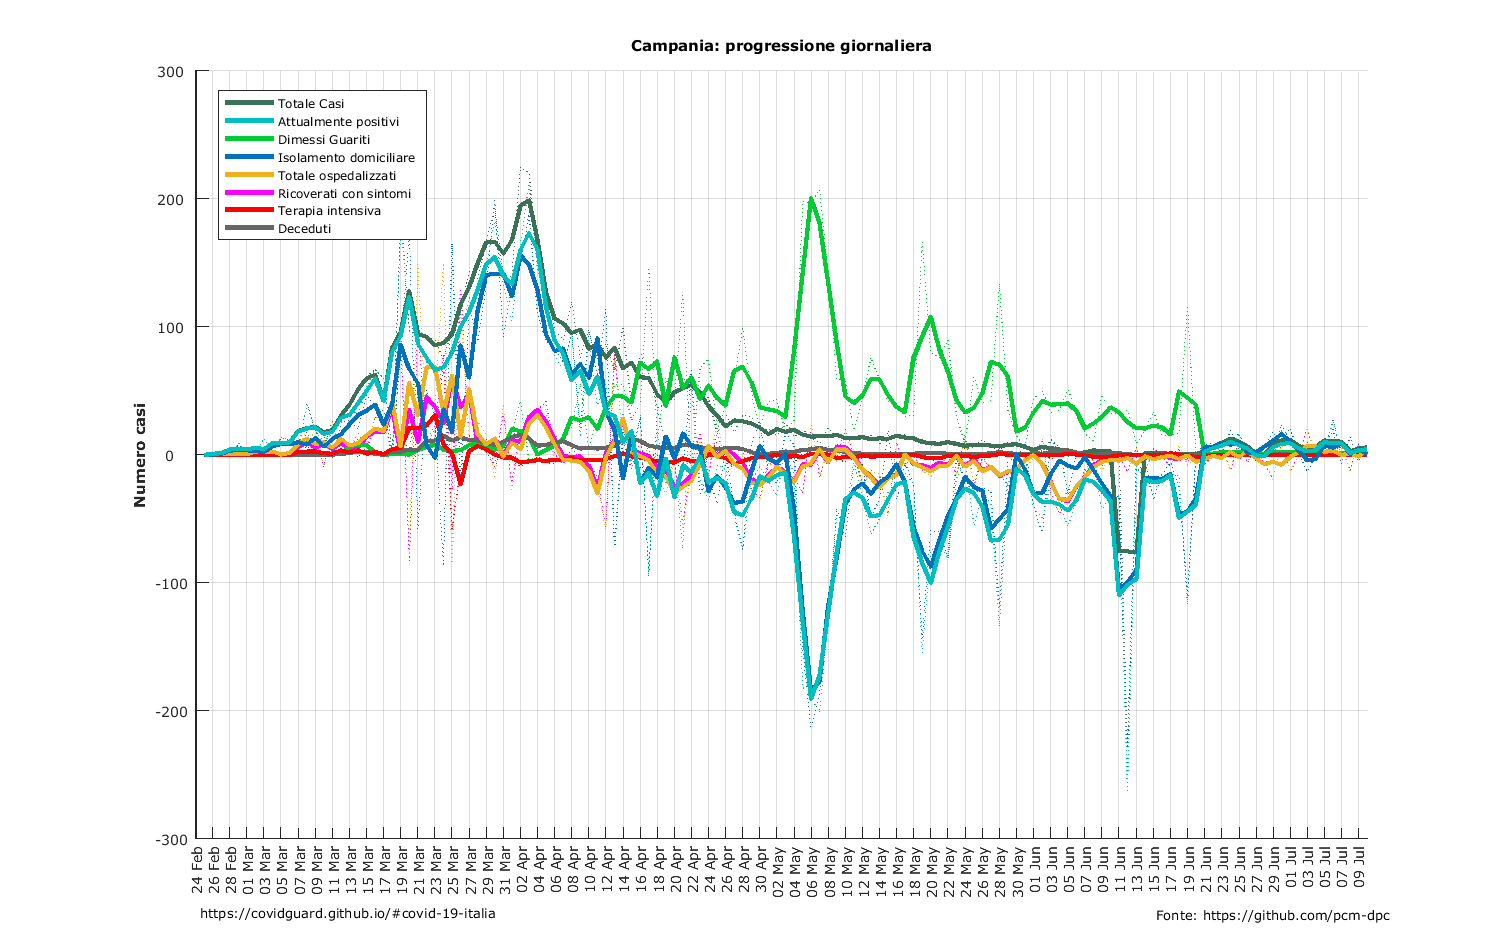 Campania: progressione giornaliera
300
200
100
0
-100
-200
-300
Numero casi
Totale Casi
Attualmente positivi
Dimessi Guariti
Isolamento domiciliare
Totale ospedalizzati
Ricoverati con sintomi
Terapia intensiva
Deceduti
24 Feb
26 Feb
28 Feb
01 Mar
03 Mar
05 Mar
07 Mar
09 Mar
11 Mar
13 Mar
15 Mar
17 Mar
19 Mar
21 Mar
23 Mar
25 Mar
27 Mar
29 Mar
31 Mar
02 Apr
04 Apr
06 Apr
08 Apr
10 Apr
12 Apr
14 Apr
16 Apr
18 Apr
20 Apr
22 Apr
24 Apr
26 Apr
28 Apr
30 Apr
02 May
04 May
06 May
08 May
10 May
12 May
14 May
16 May
18 May
20 May
22 May
24 May
26 May
28 May
30 May
01 Jun
03 Jun
05 Jun
07 Jun
09 Jun
11 Jun
13 Jun
15 Jun
17 Jun
19 Jun
21 Jun
23 Jun
25 Jun
27 Jun
29 Jun
01 Jul
03 Jul
05 Jul
07 Jul
09 Jul
https://covidguard.github.io/#covid-19-italia
Fonte: https://github.com/pcm-dpc